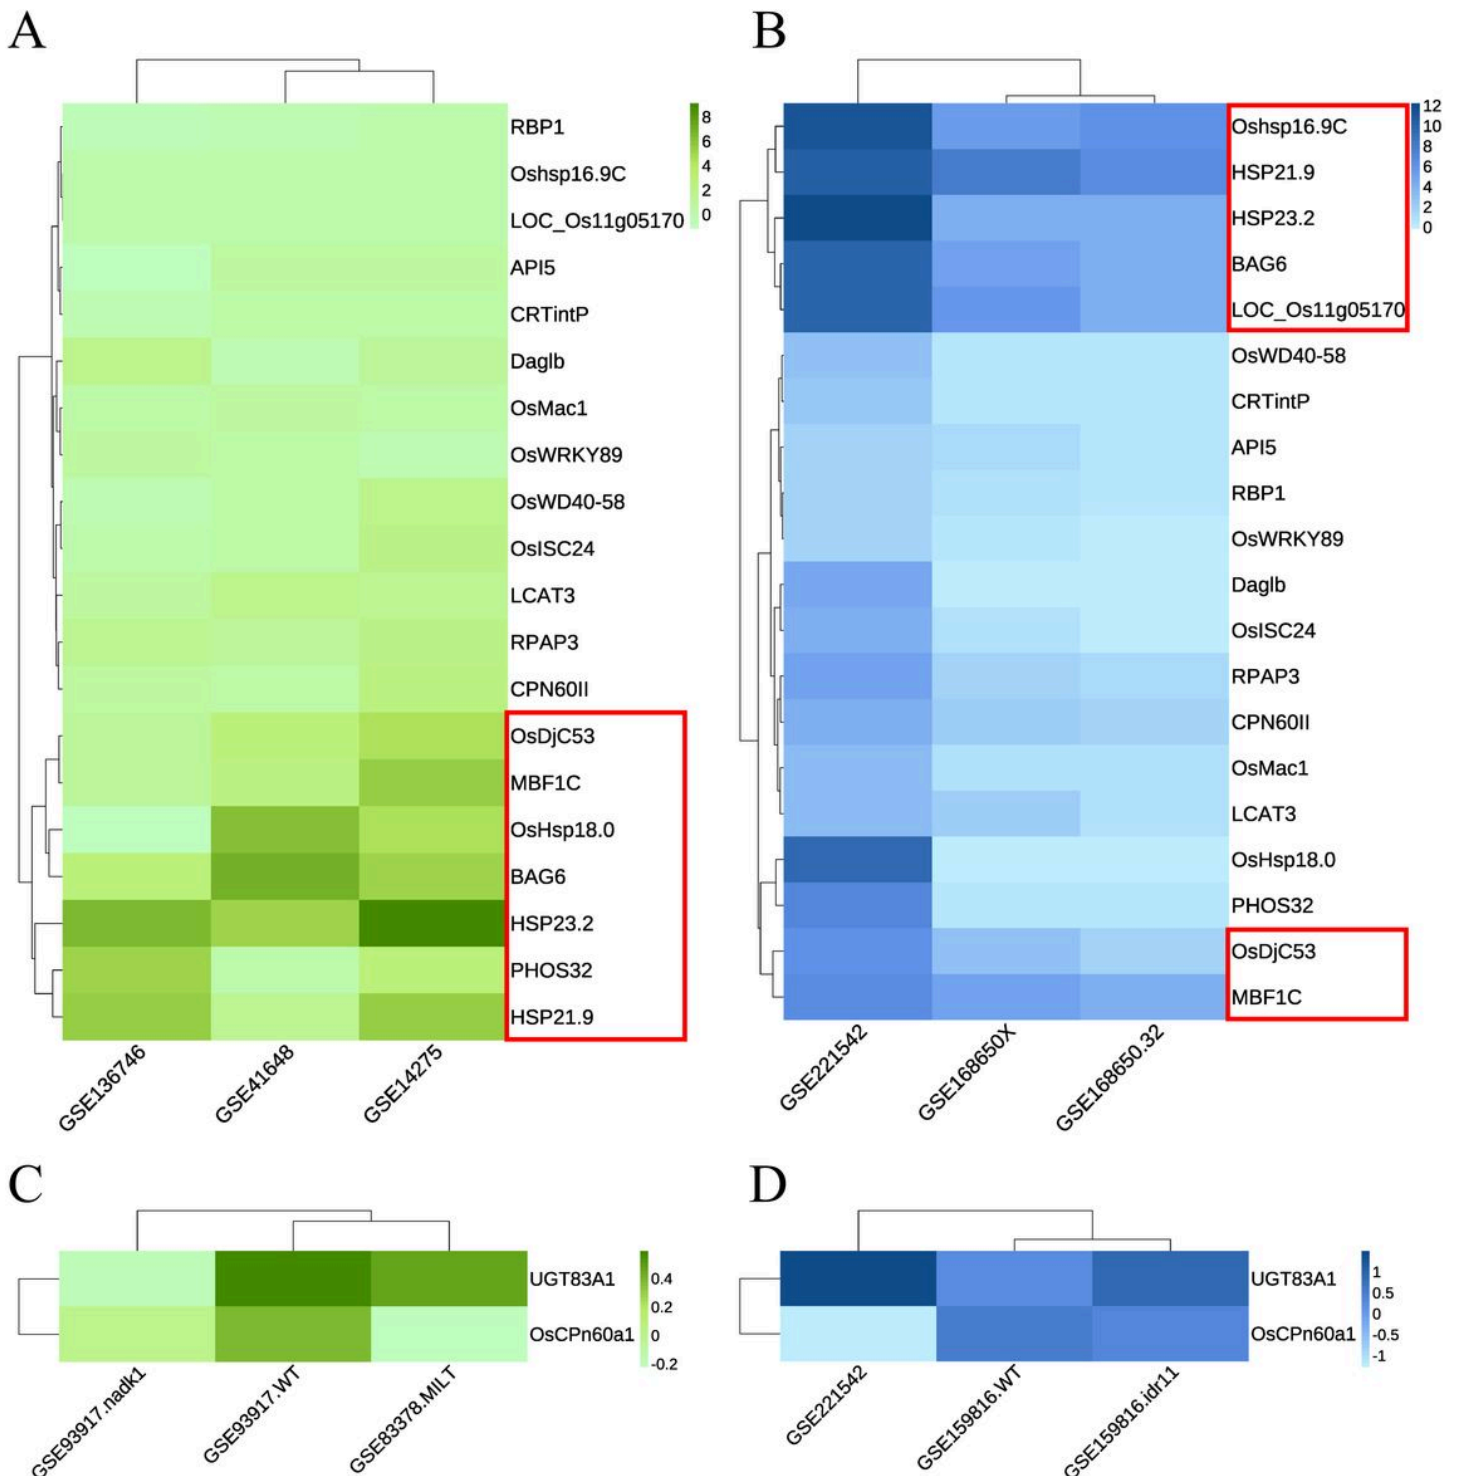 A
B
RBP1
Oshsp16.9C
LOC_Os11g05170
API5
CRTintP
Daglb
OsMac1
OsWRKY89
OsWD40-58
OsISC24
LCAT3
RPAP3
CPN60II
OsDjC53
MBF1C
OsHsp18.0
BAG6
HSP23.2
PHOS32
HSP21.9
8
6
4
2
0
GSE136746
GSE41648
GSE14275
Oshsp16.9C
HSP21.9
HSP23.2
BAG6
LOC_Os11g05170
OsWD40-58
CRTintP
API5
RBP1
OsWRKY89
Daglb
OsISC24
RPAP3
CPN60II
OsMac1
LCAT3
OsHsp18.0
PHOS32
OsDjC53
MBF1C
12
10
8
6
4
2
0
GSE221542
GSE168650X
GSE168650.32
C
D
UGT83A1
OsCPn60a1
0.4
0.2
0
-0.2
GSE93917.nadk1
GSE93917.WT
GSE83378.MILT
UGT83A1
OsCPn60a1
1
0.5
0
-0.5
-1
GSE221542
GSE159816.WT
GSE159816.idr11